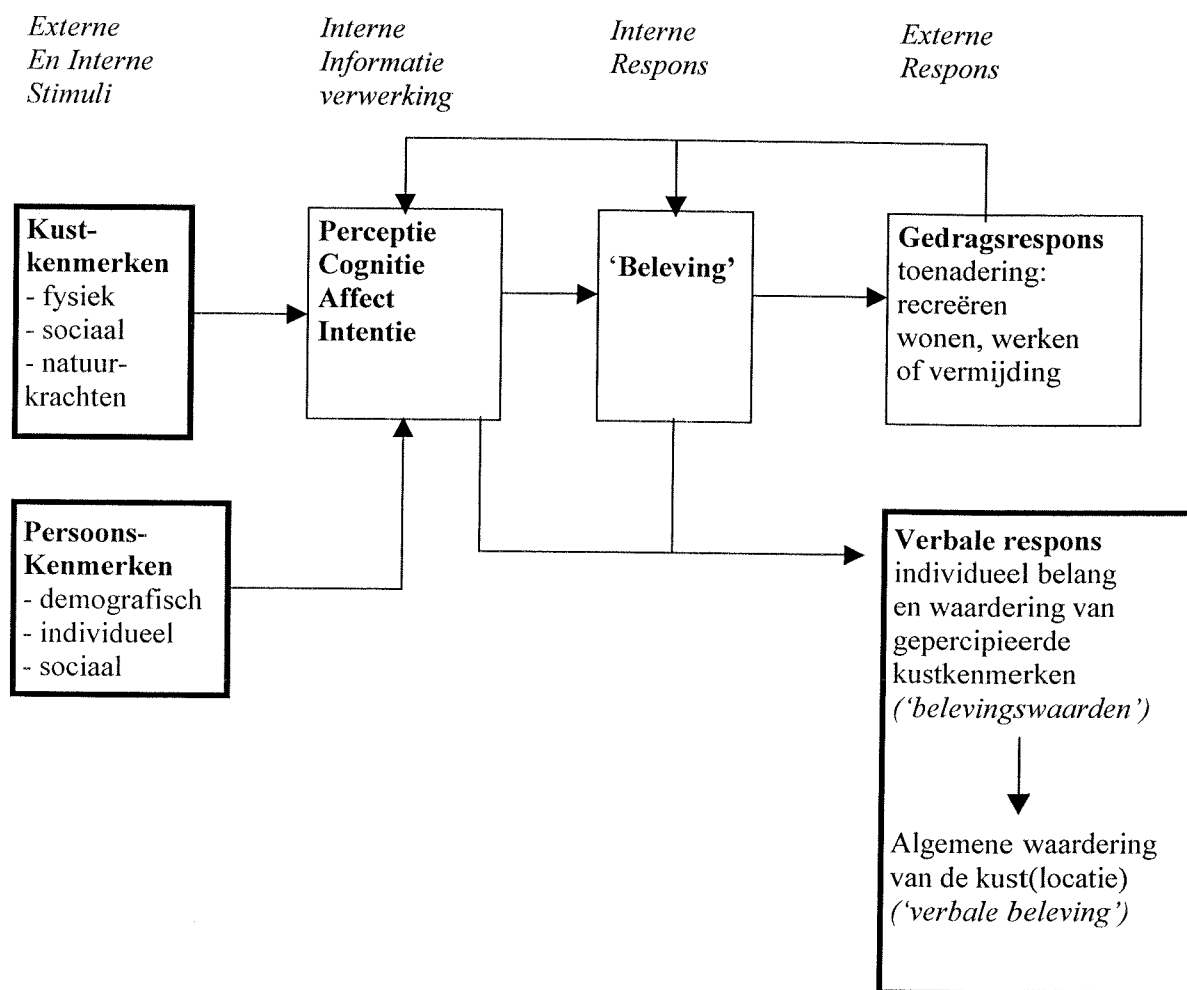 Externe
En Interne
Stimuli
Interne
Informatie
verwerking
Interne
Respons
Externe
Respons
Kust-
kenmerken
- fysiek
- sociaal
- natuur-
krachten
Perceptie
Cognitie
Affect
Intentie
‘Beleving’
Gedragsrespons
toenadering:
recreëren
wonen, werken
of vermijding
Persoons-
Kenmerken
- demografisch
- individueel
- sociaal
Verbale respons
individueel belang
en waardering van
gepercipieerde
kustkenmerken
(‘belevingswaarden’)
Algemene waardering
van de kust(locatie)
(‘verbale beleving’)